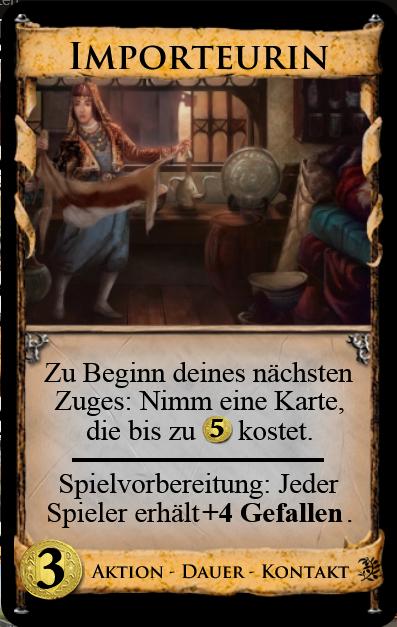 IMPORTEURIN
Zu Beginn deines nächsten
Zuges: Nimm eine Karte,
die bis zu 5 kostet.
Spielvorbereitung: Jeder
Spieler erhält +4 Gefallen.
3 AKTION - DAUER - KONTAKT